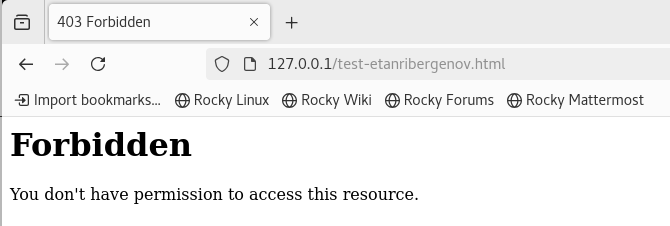 403 Forbidden
127.0.0.1/test-etanribergenov.html
Import bookmarks... Rocky Linux Rocky Wiki Rocky Forums Rocky Mattermost
Forbidden
You don't have permission to access this resource.